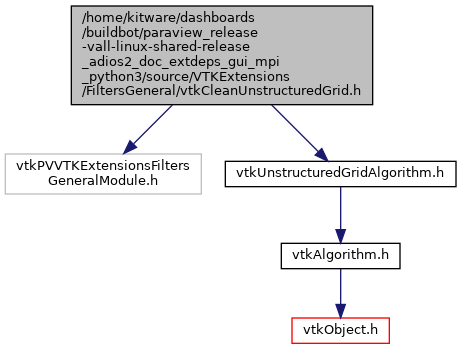 /home/kitware/dashboards
/buildbot/paraview_release
-vall-linux-shared-release
_adios2_doc_extdeps_gui_mpi
_python3/source/VTKExtensions
/FiltersGeneral/vtkCleanUnstructuredGrid.h
vtkPVVTKExtensionsFilters
GeneralModule.h
vtkUnstructuredGridAlgorithm.h
vtkAlgorithm.h
vtkObject.h